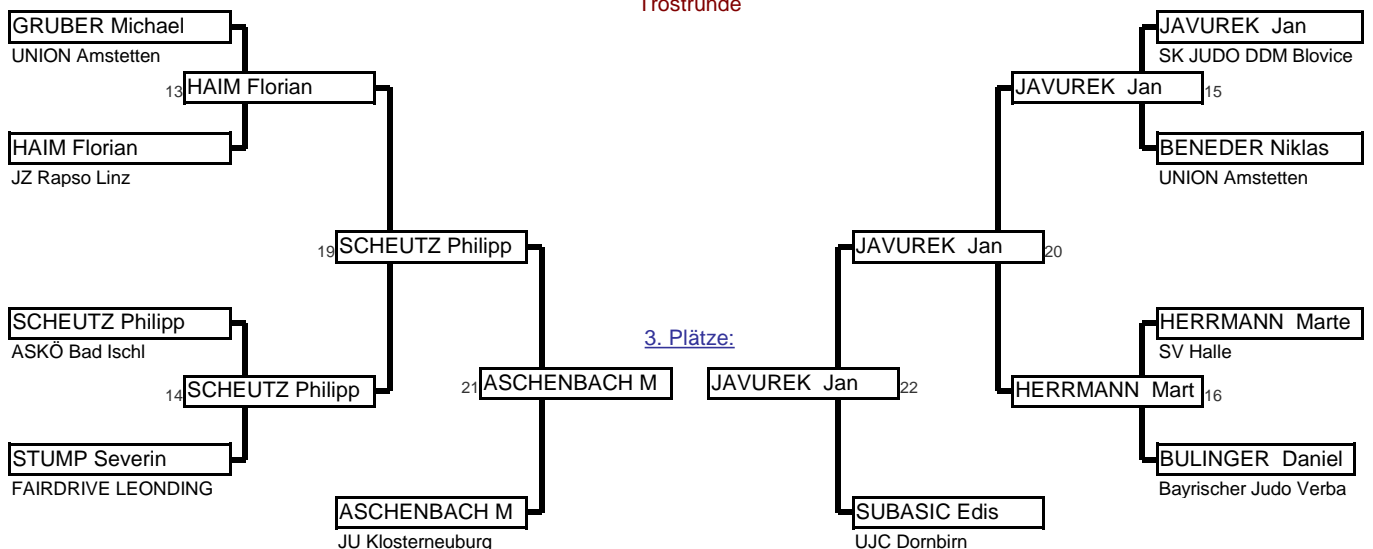 Trostrunde
GRUBER Michael
UNION Amstetten
13 HAIM Florian
HAIM Florian
JZ Rapso Linz
19 SCHEUTZ Philipp
SCHEUTZ Philipp
ASKÖ Bad Ischl
14 SCHEUTZ Philipp
STUMP Severin
FAIRDRIVE LEONDING
21 ASCHENBACH M
ASCHENBACH M
JU Klosterneuburg
3. Plätze:
JAVUREK Jan
SK JUDO DDM Blovice
JAVUREK Jan 15
BENEDER Niklas
UNION Amstetten
JAVUREK Jan 20
HERRMANN Marte
SV Halle
HERRMANN Mart 16
BULINGER Daniel
Bayrischer Judo Verba
JAVUREK Jan 22
SUBASIC Edis
UJC Dornbirn